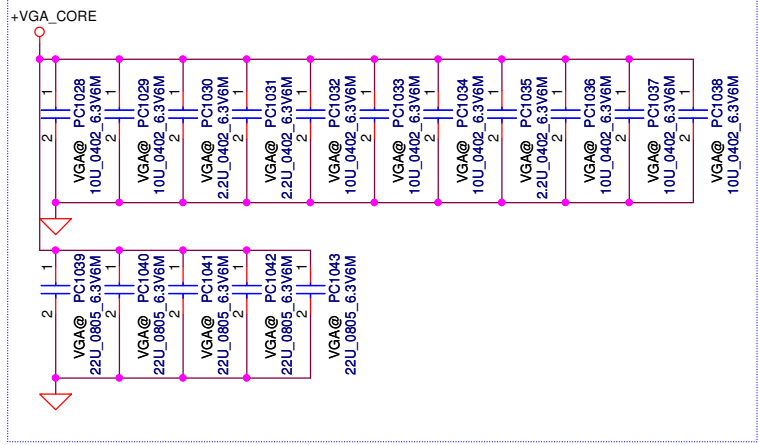 +VGA_CORE
2 1
VGA@ PC1028
10U_0402_6.3V6M
2 1
VGA@ PC1029
10U_0402_6.3V6M
2 1
VGA@ PC1030
2.2U_0402_6.3V6M
2 1
VGA@ PC1031
2.2U_0402_6.3V6M
2 1
VGA@ PC1032
10U_0402_6.3V6M
2 1
VGA@ PC1033
10U_0402_6.3V6M
2 1
VGA@ PC1034
10U_0402_6.3V6M
2 1
VGA@ PC1035
2.2U_0402_6.3V6M
2 1
VGA@ PC1036
10U_0402_6.3V6M
2 1
VGA@ PC1037
10U_0402_6.3V6M
2 1
VGA@ PC1038
10U_0402_6.3V6M
2 1
VGA@ PC1039
22U_0805_6.3V6M
2 1
VGA@ PC1040
22U_0805_6.3V6M
2 1
VGA@ PC1041
22U_0805_6.3V6M
2 1
VGA@ PC1042
22U_0805_6.3V6M
2 1
VGA@ PC1043
22U_0805_6.3V6M